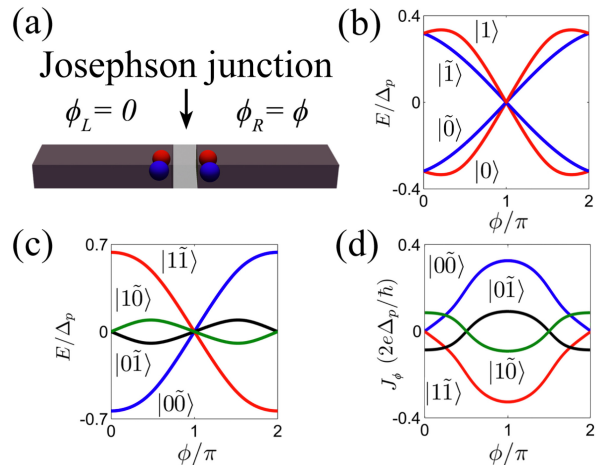 (a)
Josephson junction
ϕ_L = 0
ϕ_R = ϕ
(b)
0.4
0
-0.4
E/Δ_p
|1⟩
|1̃⟩
|0̃⟩
|0⟩
0 1 2
ϕ/π
(c)
0.7
0
-0.7
E/Δ_p
|11̃⟩
|10̃⟩
|01̃⟩
|00̃⟩
0 1 2
ϕ/π
(d)
0.4
0
-0.4
J_ϕ (2eΔ_p/ħ)
|00̃⟩
|01̃⟩
|10̃⟩
|11̃⟩
0 1 2
ϕ/π